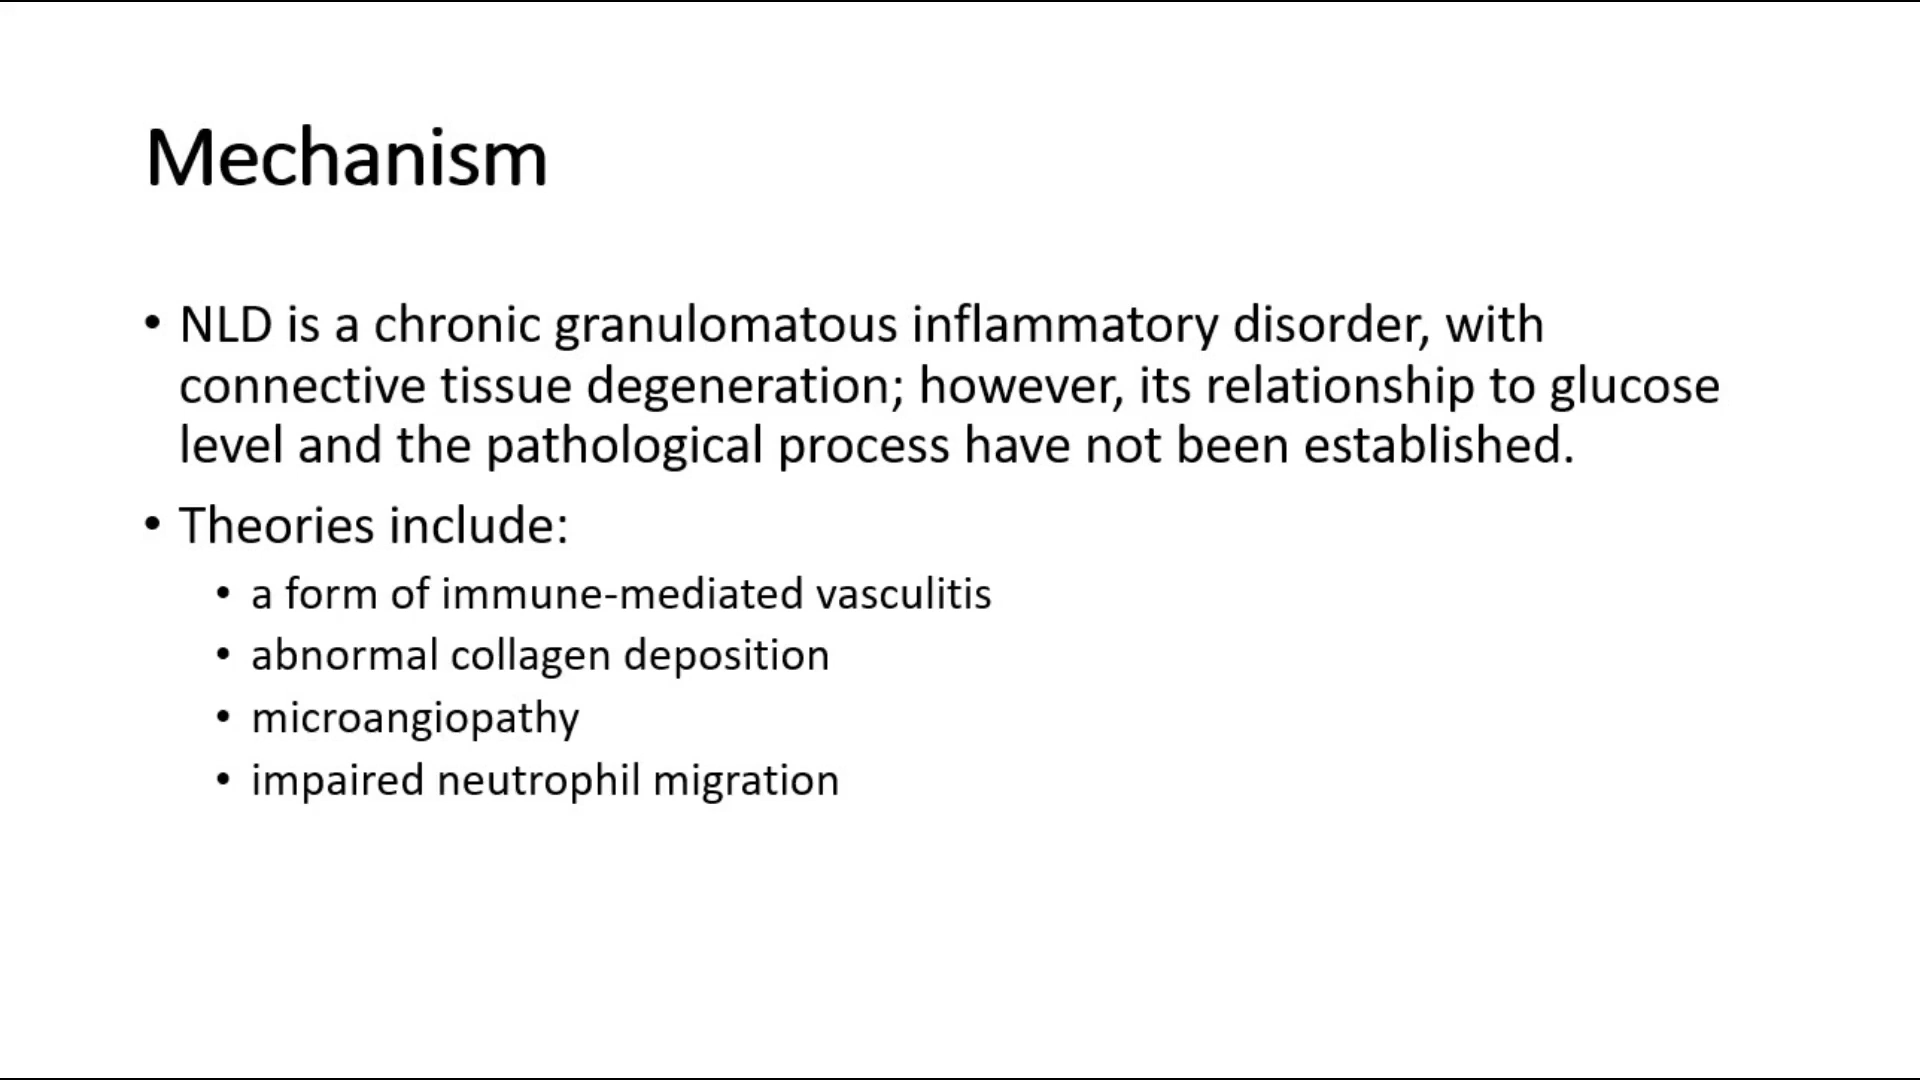 Mechanism
• NLD is a chronic granulomatous inflammatory disorder, with
connective tissue degeneration; however, its relationship to glucose
level and the pathological process have not been established.
• Theories include:
• a form of immune-mediated vasculitis
• abnormal collagen deposition
• microangiopathy
• impaired neutrophil migration